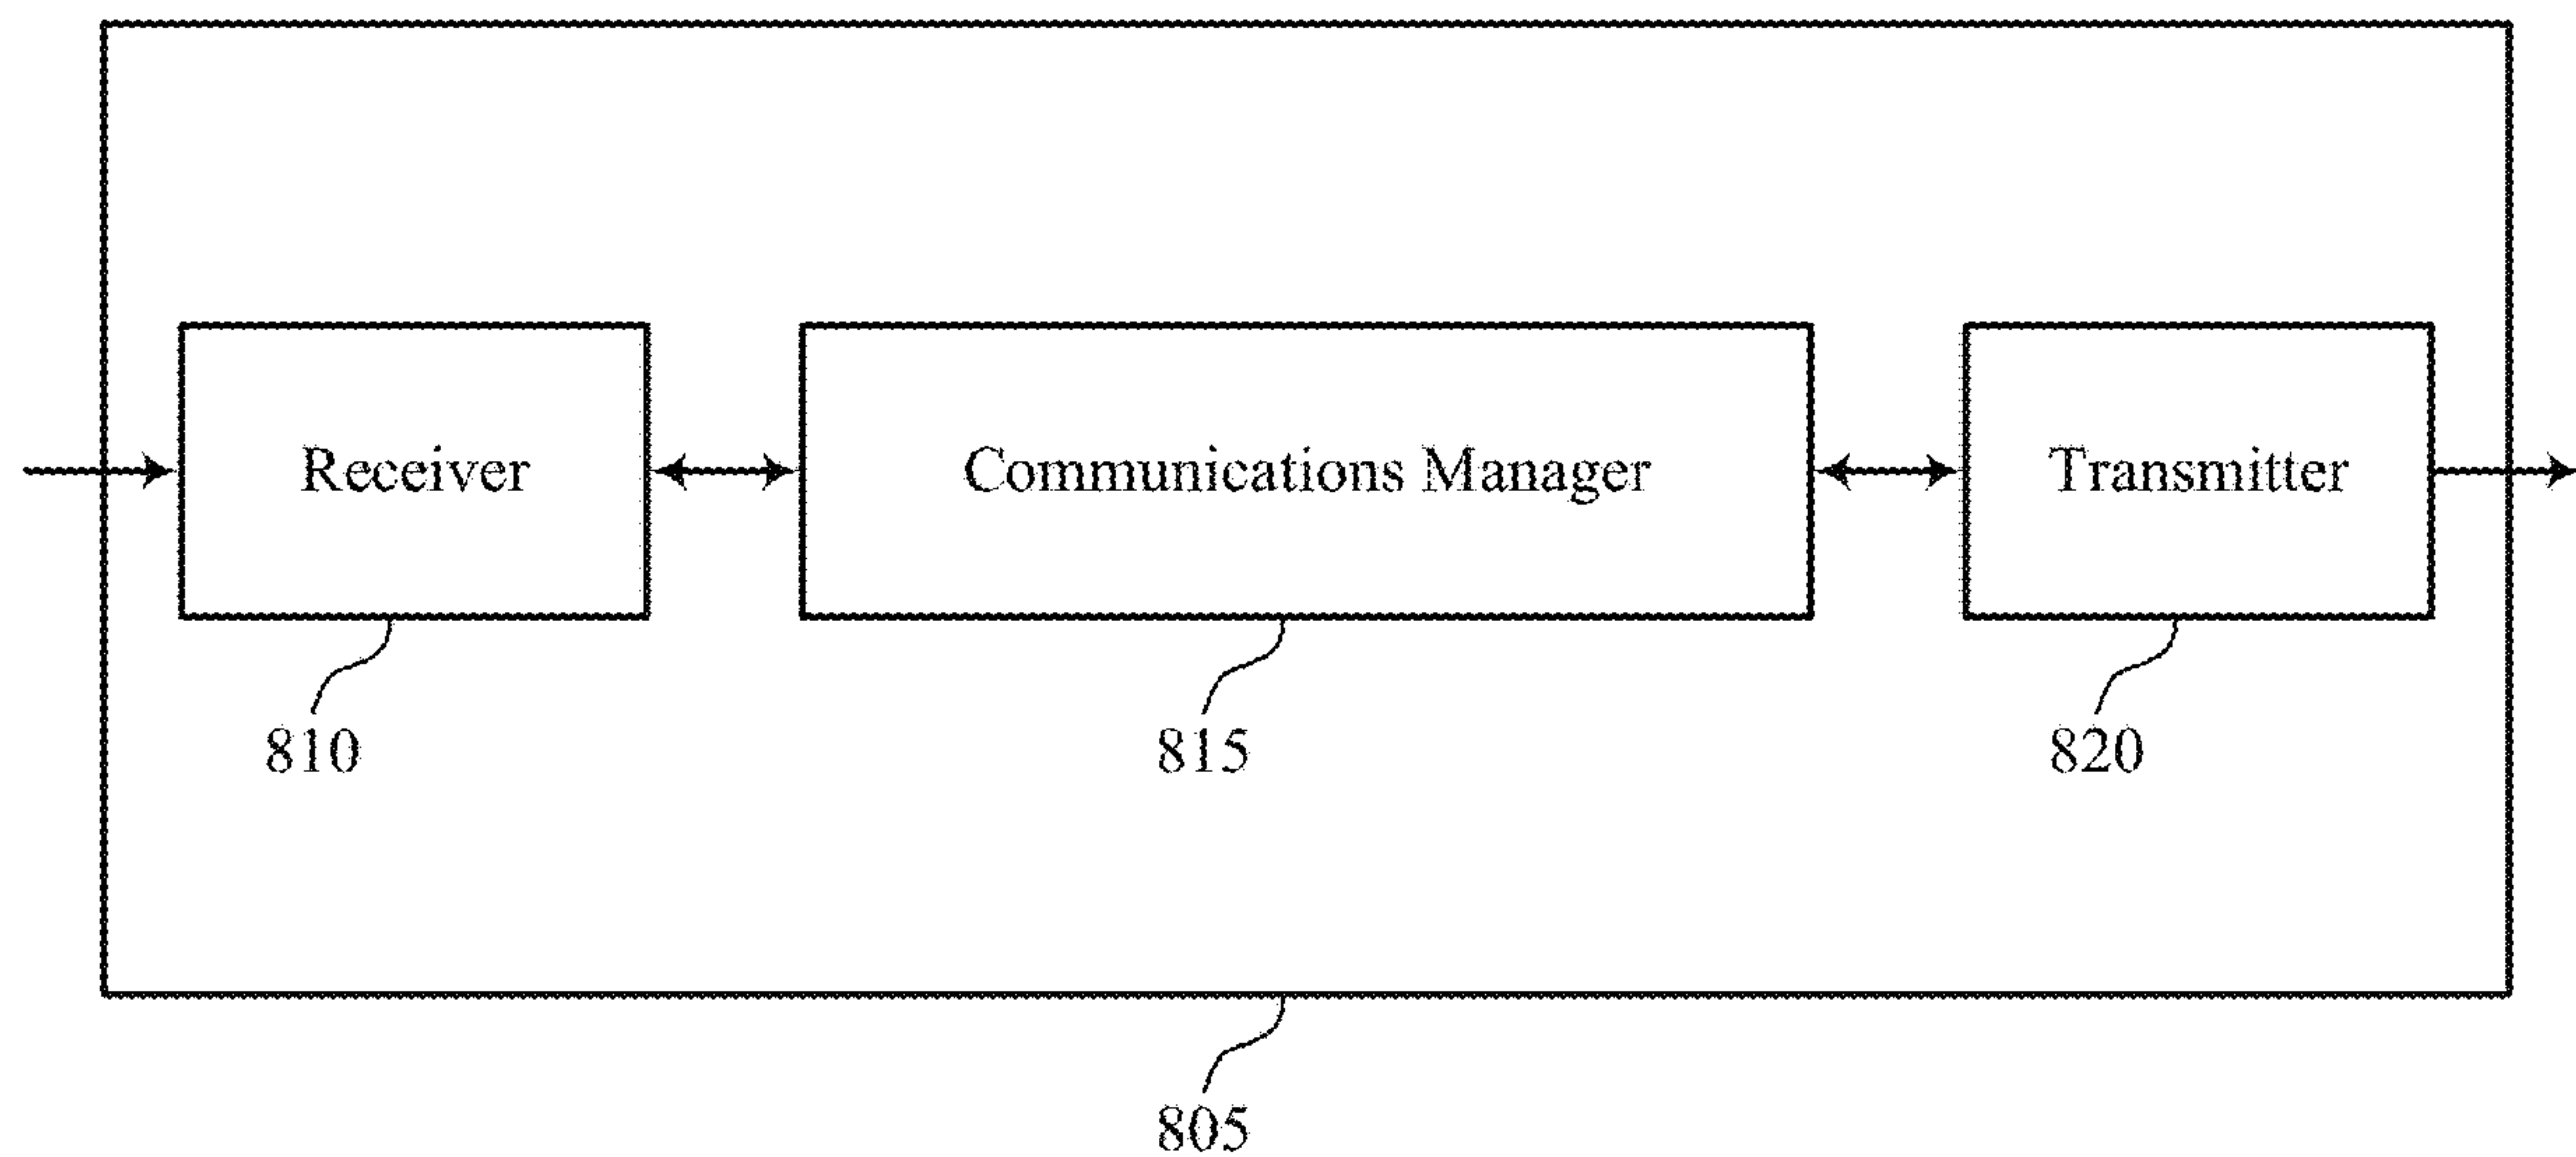 Receiver
Communications Manager
Transmitter
810
815
820
805